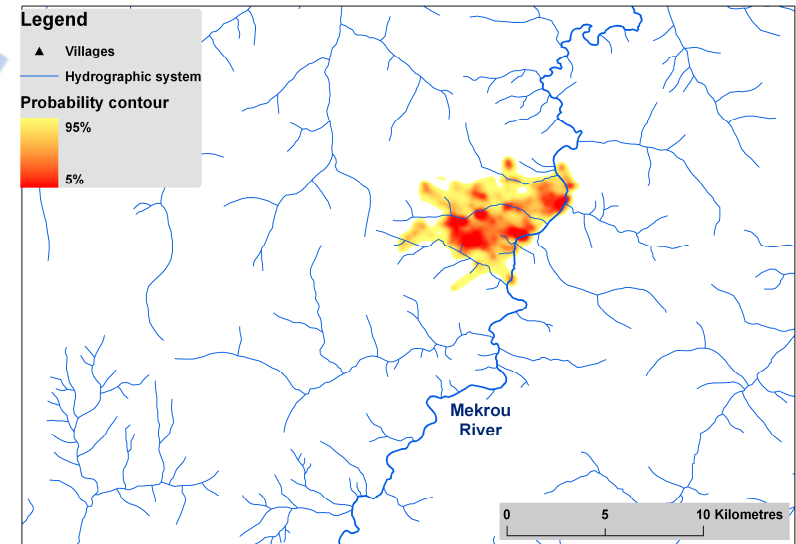 Legend
Villages
Hydrographic system
Probability contour
95%
5%
Mekrou
River
0 5 10 Kilometres